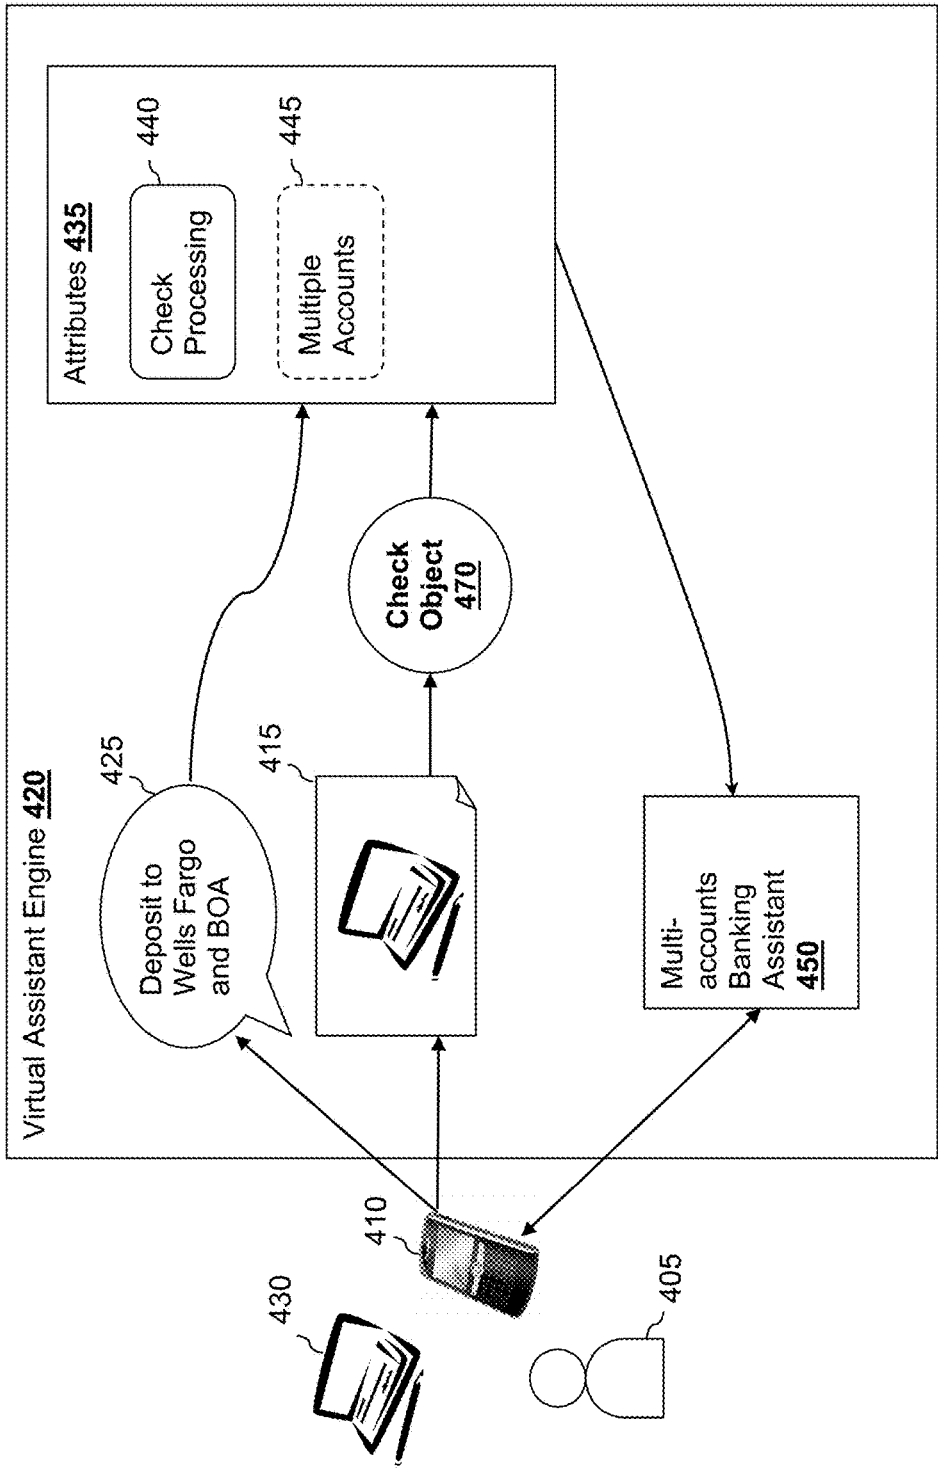 Virtual Assistant Engine 420
425
Deposit to
Wells Fargo
and BOA
Attributes 435
440
Check
Processing
445
Multiple
Accounts
430
410
415
Check
Object
470
405
Multi-
accounts
Banking
Assistant
450